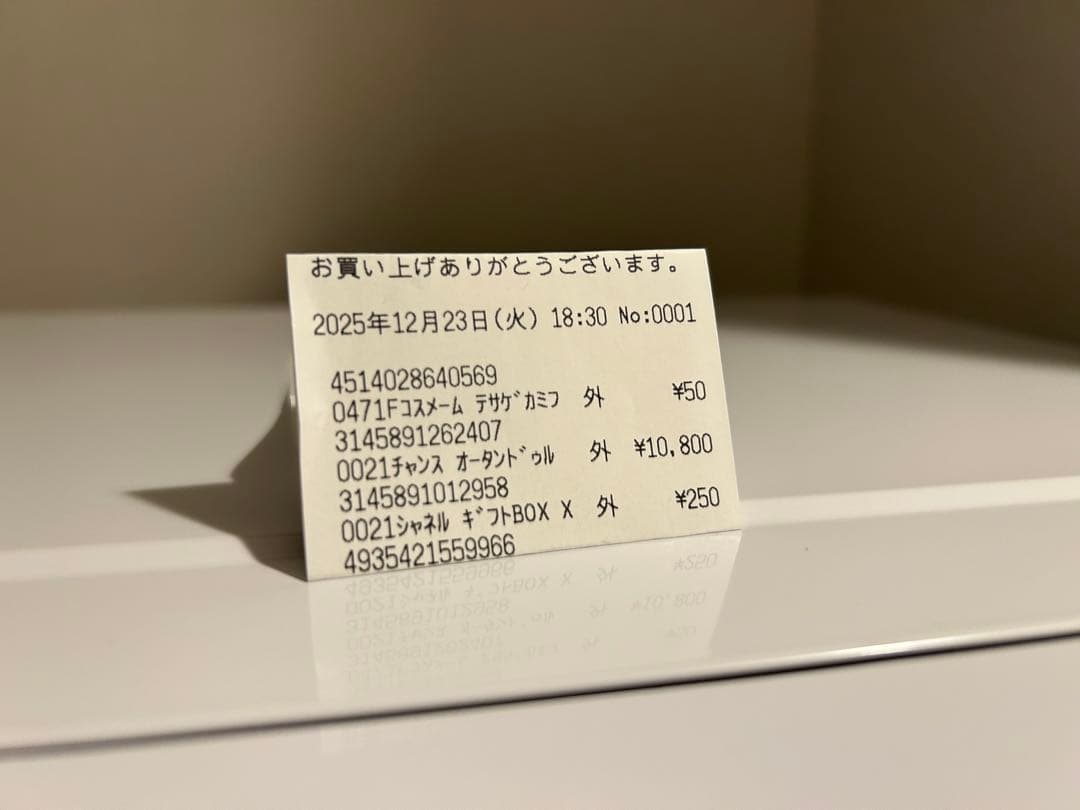 お買い上げありがとうございます。
2025年12月23日(火) 18:30 No:0001
4514028640569
0471Fコスメーム テサゲカミフ 外 ¥50
3145891262407
0021チャンス オータンドゥル 外 ¥10,800
3145891012958
0021シャネル ギフトBOX X 外 ¥250
4935421559966